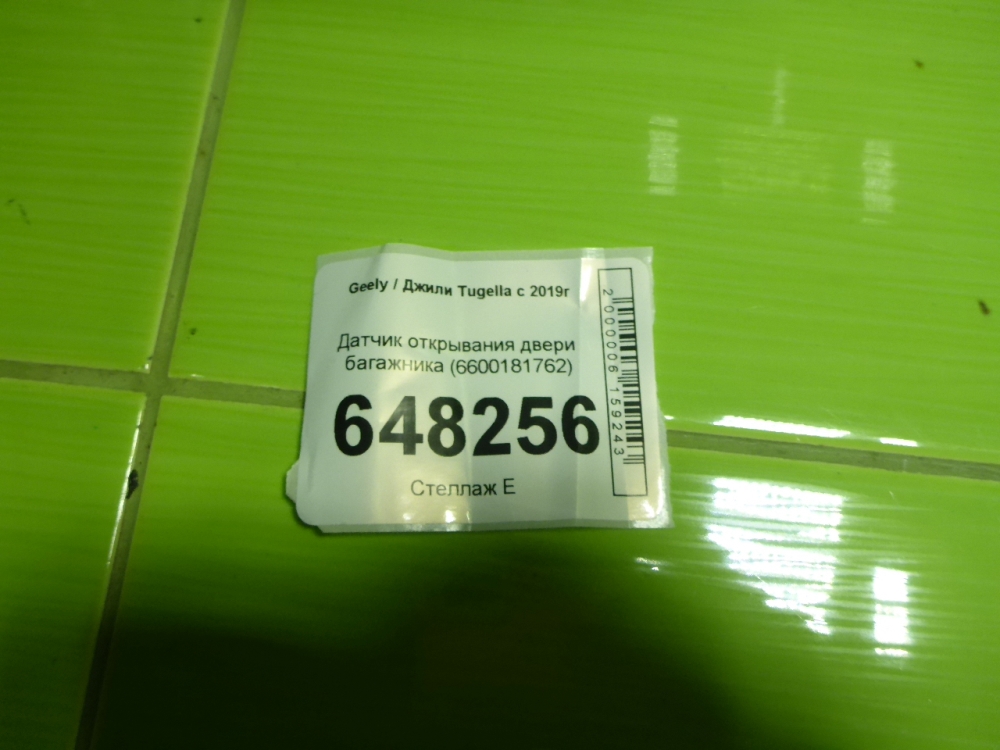 Geely / Джили Tugella с 2019г
Датчик открывания двери
багажника (6600181762)
648256
Стеллаж Е
2000006159243